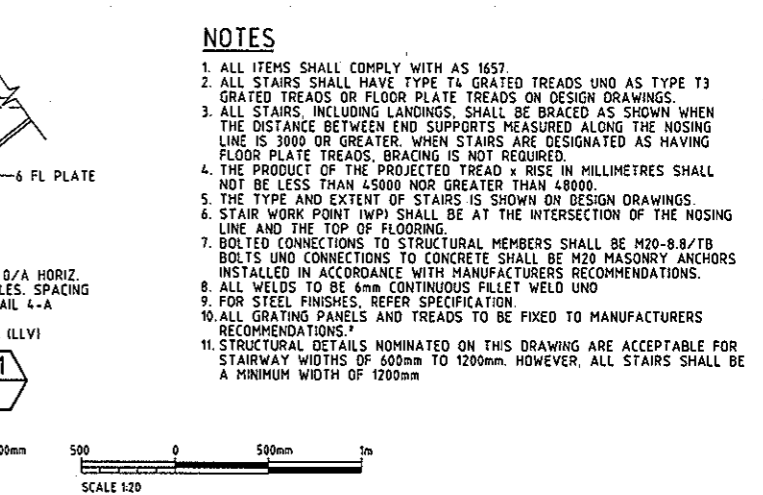 NOTES
1. ALL ITEMS SHALL COMPLY WITH AS 1657.
2. ALL STAIRS SHALL HAVE TYPE T4 GRATED TREADS UNO AS TYPE T3
GRATED TREADS OR FLOOR PLATE TREADS ON DESIGN DRAWINGS.
3. ALL STAIRS, INCLUDING LANDINGS, SHALL BE BRACED AS SHOWN WHEN
THE DISTANCE BETWEEN END SUPPORTS MEASURED ALONG THE NOSING
LINE IS 3000 OR GREATER. WHEN STAIRS ARE DESIGNATED AS HAVING
FLOOR PLATE TREADS, BRACING IS NOT REQUIRED.
4. THE PRODUCT OF THE PROJECTED TREAD x RISE IN MILLIMETRES SHALL
NOT BE LESS THAN 45000 NOR GREATER THAN 48000.
5. THE TYPE AND EXTENT OF STAIRS IS SHOWN ON DESIGN DRAWINGS.
6. STAIR WORK POINT (WP) SHALL BE AT THE INTERSECTION OF THE NOSING
LINE AND THE TOP OF FLOORING.
7. BOLTED CONNECTIONS TO STRUCTURAL MEMBERS SHALL BE M20-8.8/TB
BOLTS UNO CONNECTIONS TO CONCRETE SHALL BE M20 MASONRY ANCHORS
INSTALLED IN ACCORDANCE WITH MANUFACTURERS RECOMMENDATIONS.
8. ALL WELDS TO BE 6mm CONTINUOUS FILLET WELD UNO
9. FOR STEEL FINISHES, REFER SPECIFICATION.
10. ALL GRATING PANELS AND TREADS TO BE FIXED TO MANUFACTURERS
RECOMMENDATIONS.
11. STRUCTURAL DETAILS NOMINATED ON THIS DRAWING ARE ACCEPTABLE FOR
STAIRWAY WIDTHS OF 600mm TO 1200mm. HOWEVER, ALL STAIRS SHALL BE
A MINIMUM WIDTH OF 1200mm
6 FL PLATE
O/A HORIZ.
LES. SPACING
AIL 4-A
(LLV)
1
00mm
500 0 500mm 1m
SCALE 1:20